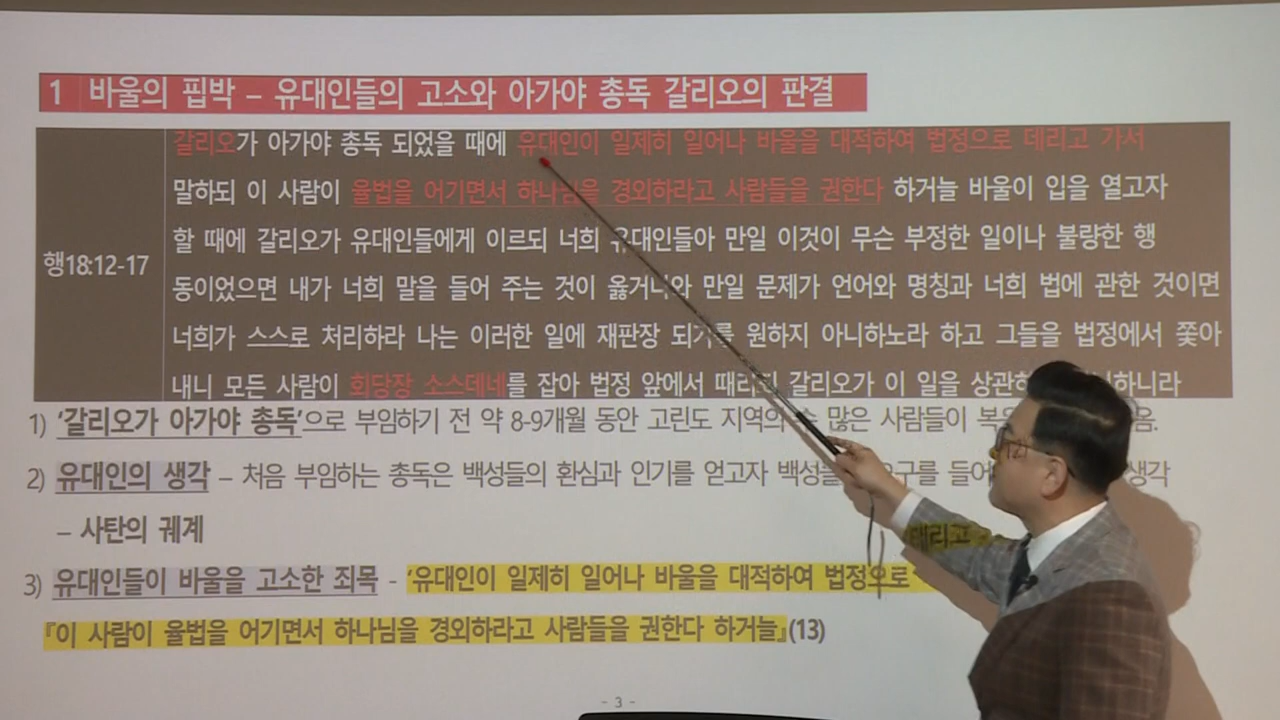 1 바울의 핍박 – 유대인들의 고소와 아가야 총독 갈리오의 판결
갈리오가 아가야 총독 되었을 때에 유대인이 일제히 일어나 바울을 대적하여 법정으로 데리고 가서
말하되 이 사람이 율법을 어기면서 하나님을 경외하라고 사람들을 권한다 하거늘 바울이 입을 열고자
할 때에 갈리오가 유대인들에게 이르되 너희 유대인들아 만일 이것이 무슨 부정한 일이나 불량한 행
행18:12-17
동이었으면 내가 너희 말을 들어 주는 것이 옳거니와 만일 문제가 언어와 명칭과 너희 법에 관한 것이면
너희가 스스로 처리하라 나는 이러한 일에 재판장 되기를 원하지 아니하노라 하고 그들을 법정에서 쫓아
내니 모든 사람이 회당장 소스데네를 잡아 법정 앞에서 때리되 갈리오가 이 일을 상관하 하니라
1) '갈리오가 아가야 총독'으로 부임하기 전 약 8-9개월 동안 고린도 지역의 수 많은 사람들이 음.
2) 유대인의 생각 – 처음 부임하는 총독은 백성들의 환심과 인기를 얻고자 백성들 요구를 들어 생각
– 사탄의 궤계
3) 유대인들이 바울을 고소한 죄목 - '유대인이 일제히 일어나 바울을 대적하여 법정으로 데리고
『이 사람이 율법을 어기면서 하나님을 경외하라고 사람들을 권한다 하거늘』(13)
- 3 -